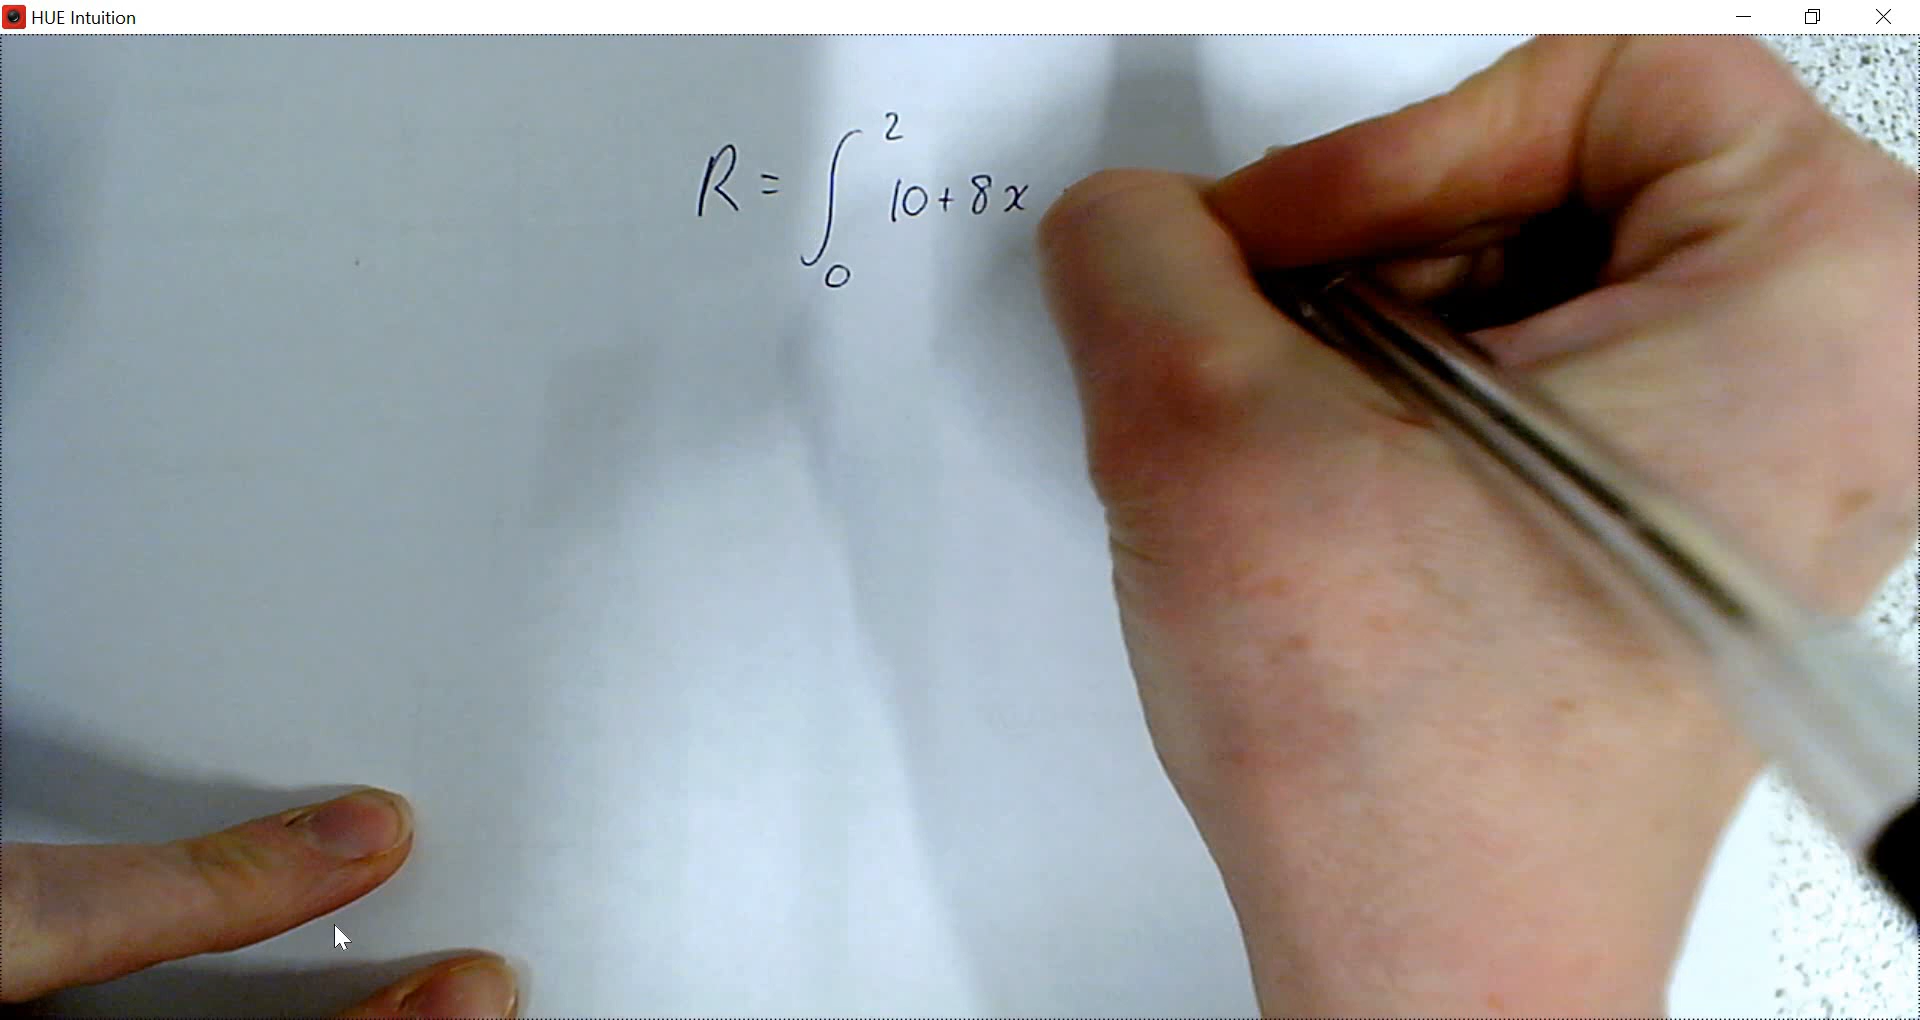 HUE Intuition
R = ∫₀² 10 + 8x